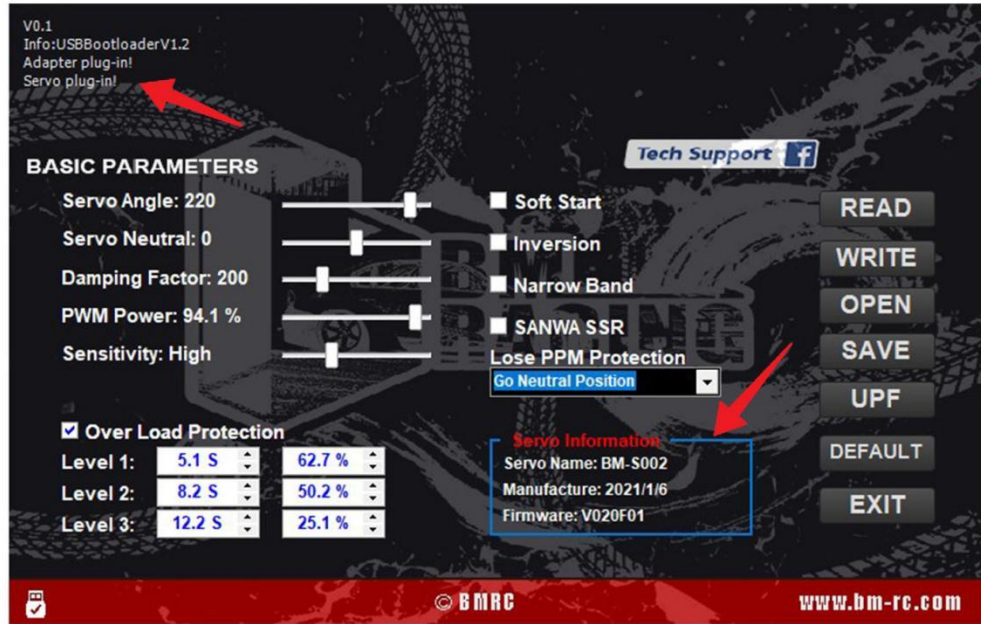 V0.1
Info:USBBootloaderV1.2
Adapter plug-in!
Servo plug-in!
Tech Support f
BASIC PARAMETERS
Servo Angle: 220
Servo Neutral: 0
Damping Factor: 200
PWM Power: 94.1 %
Sensitivity: High
Soft Start
Inversion
Narrow Band
SANWA SSR
Lose PPM Protection
Go Neutral Position
READ
WRITE
OPEN
SAVE
UPF
DEFAULT
EXIT
Over Load Protection
Level 1: 5.1 S 62.7 %
Level 2: 8.2 S 50.2 %
Level 3: 12.2 S 25.1 %
Servo Information
Servo Name: BM-S002
Manufacture: 2021/1/6
Firmware: V020F01
BM
RACING
© BMRC
www.bm-rc.com